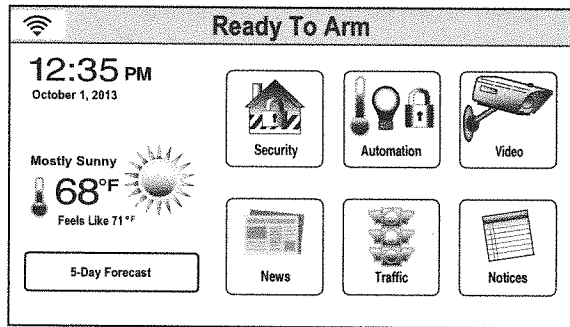 Ready To Arm
12:35 PM
October 1, 2013
Security
Automation
Video
Mostly Sunny
68°F
Feels Like 71°F
5-Day Forecast
News
Traffic
Notices